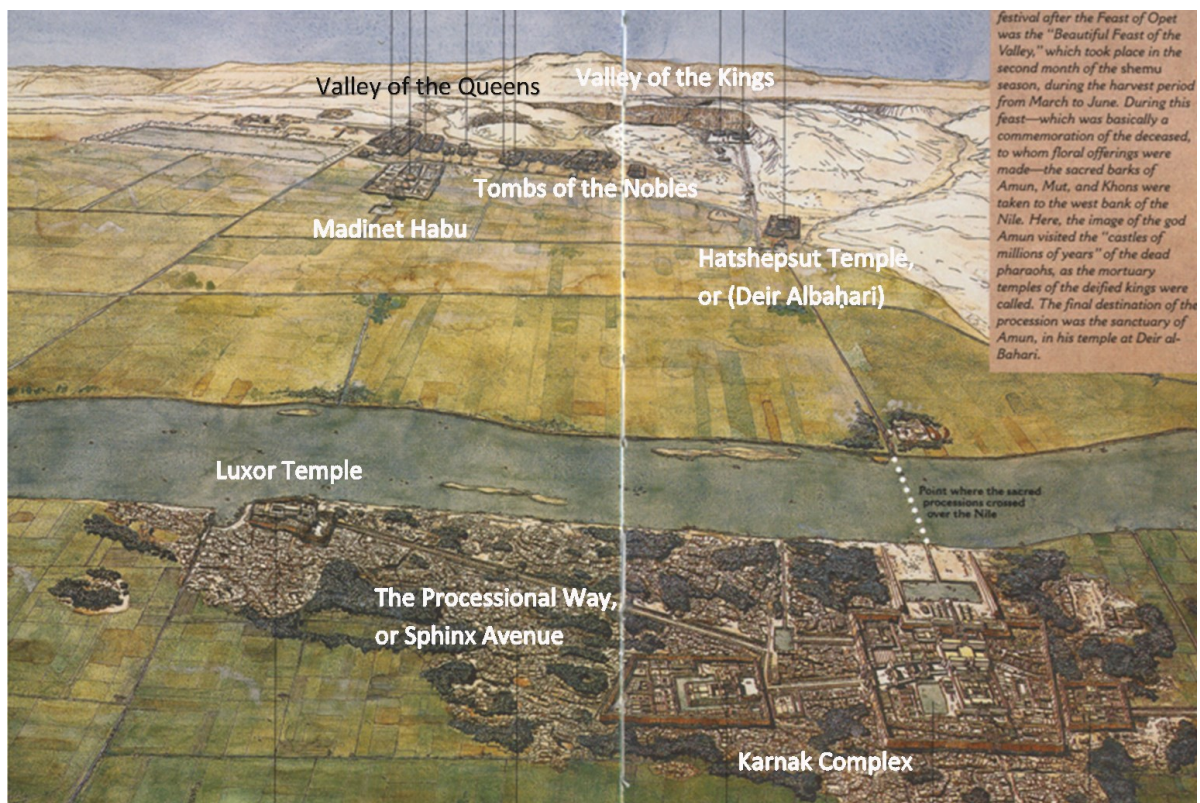 festival after the Feast of Opet
was the “Beautiful Feast of the
Valley,” which took place in the
second month of the shemu
season, during the harvest period
from March to June. During this
feast—which was basically a
commemoration of the deceased,
to whom floral offerings were
made—the sacred barks of
Amun, Mut, and Khons were
taken to the west bank of the
Nile. Here, the image of the god
Amun visited the “castles of
millions of years” of the dead
pharaohs, as the mortuary
temples of the deified kings were
called. The final destination of the
procession was the sanctuary of
Amun, in his temple at Deir al-
Bahari.
Valley of the Kings
Valley of the Queens
Tombs of the Nobles
Madinet Habu
Hatshepsut Temple,
or (Deir Albaḥari)
Luxor Temple
Point where the sacred
processions crossed
over the Nile
The Processional Way,
or Sphinx Avenue
Karnak Complex